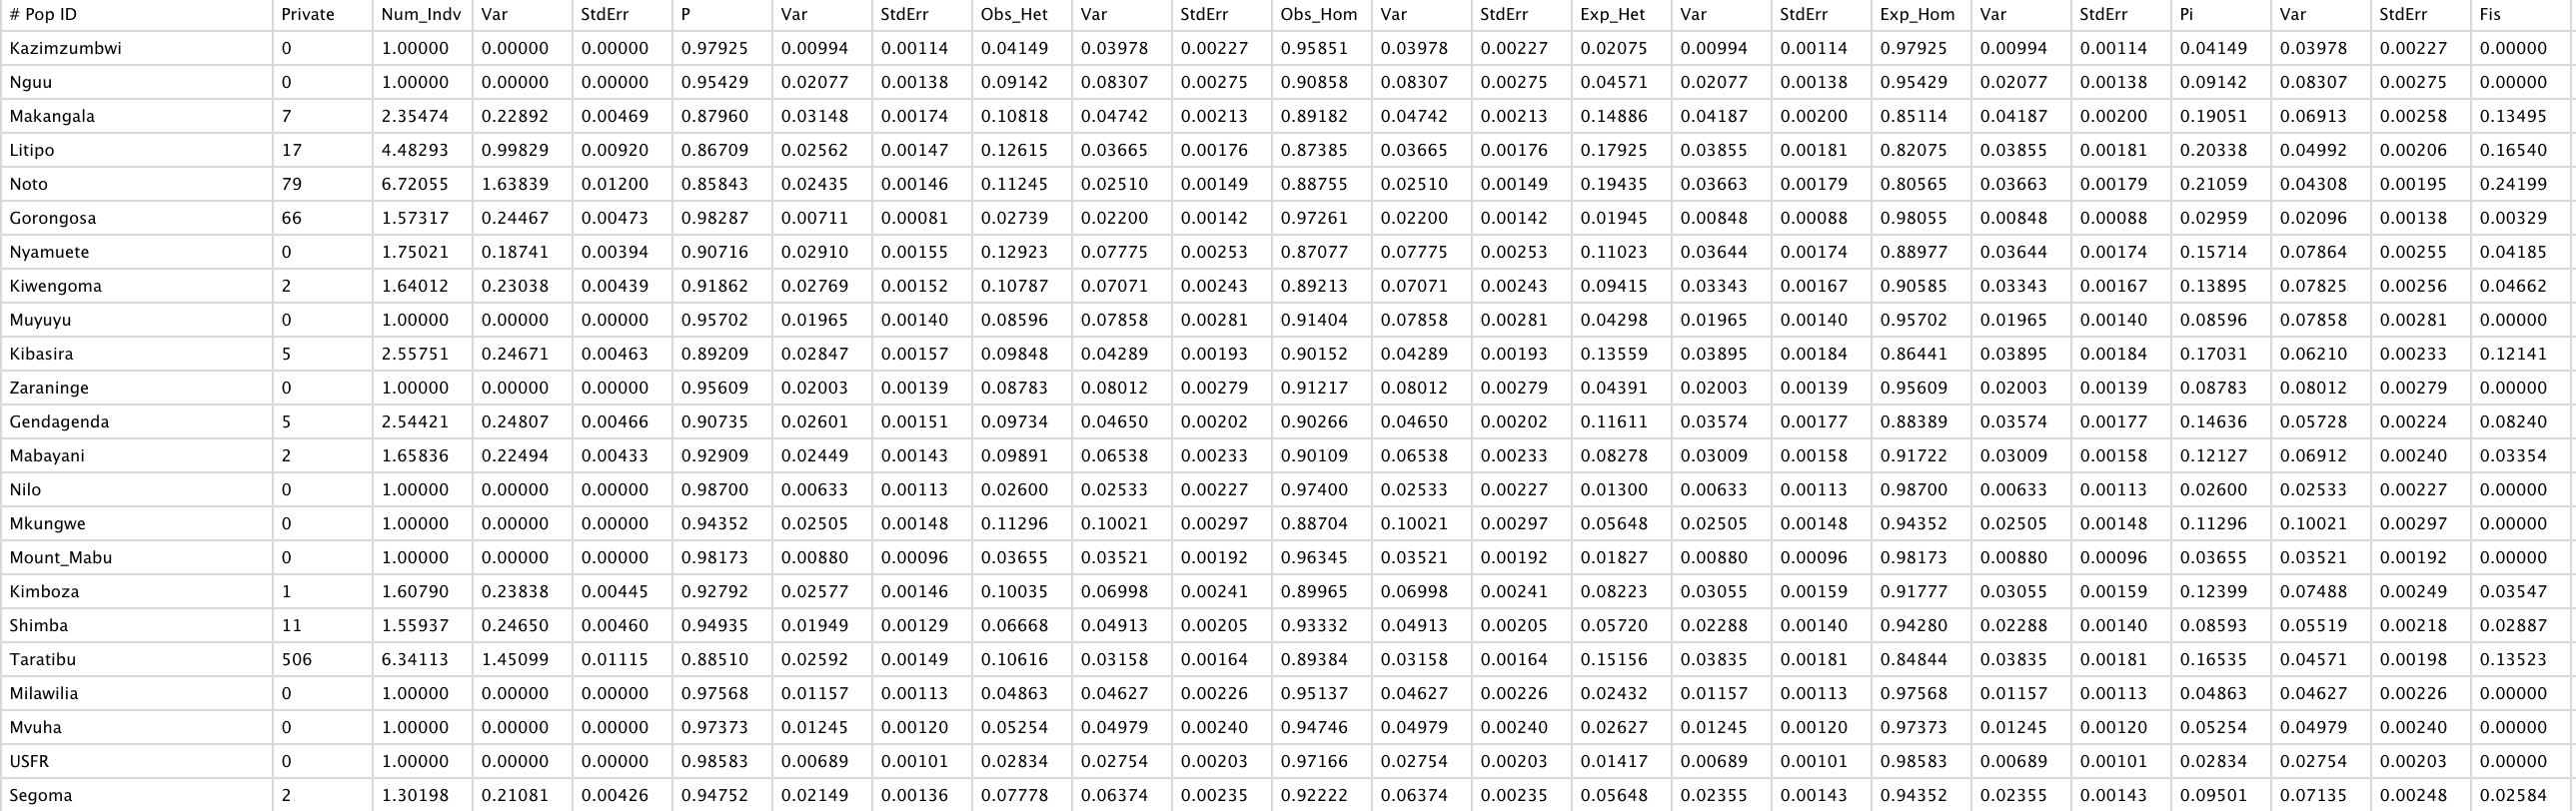 # Pop ID Private Num_Indv Var StdErr P Var StdErr Obs_Het Var StdErr Obs_Hom Var StdErr Exp_Het Var StdErr Exp_Hom Var StdErr Pi Var StdErr Fis
Kazimzumbwi 0 1.00000 0.00000 0.00000 0.97925 0.00994 0.00114 0.04149 0.03978 0.00227 0.95851 0.03978 0.00227 0.02075 0.00994 0.00114 0.97925 0.00994 0.00114 0.04149 0.03978 0.00227 0.00000
Nguu 0 1.00000 0.00000 0.00000 0.95429 0.02077 0.00138 0.09142 0.08307 0.00275 0.90858 0.08307 0.00275 0.04571 0.02077 0.00138 0.95429 0.02077 0.00138 0.09142 0.08307 0.00275 0.00000
Makangala 7 2.35474 0.22892 0.00469 0.87960 0.03148 0.00174 0.10818 0.04742 0.00213 0.89182 0.04742 0.00213 0.14886 0.04187 0.00200 0.85114 0.04187 0.00200 0.19051 0.06913 0.00258 0.13495
Litipo 17 4.48293 0.99829 0.00920 0.86709 0.02562 0.00147 0.12615 0.03665 0.00176 0.87385 0.03665 0.00176 0.17925 0.03855 0.00181 0.82075 0.03855 0.00181 0.20338 0.04992 0.00206 0.16540
Noto 79 6.72055 1.63839 0.01200 0.85843 0.02435 0.00146 0.11245 0.02510 0.00149 0.88755 0.02510 0.00149 0.19435 0.03663 0.00179 0.80565 0.03663 0.00179 0.21059 0.04308 0.00195 0.24199
Gorongosa 66 1.57317 0.24467 0.00473 0.98287 0.00711 0.00081 0.02739 0.02200 0.00142 0.97261 0.02200 0.00142 0.01945 0.00848 0.00088 0.98055 0.00848 0.00088 0.02959 0.02096 0.00138 0.00329
Nyamuete 0 1.75021 0.18741 0.00394 0.90716 0.02910 0.00155 0.12923 0.07775 0.00253 0.87077 0.07775 0.00253 0.11023 0.03644 0.00174 0.88977 0.03644 0.00174 0.15714 0.07864 0.00255 0.04185
Kiwengoma 2 1.64012 0.23038 0.00439 0.91862 0.02769 0.00152 0.10787 0.07071 0.00243 0.89213 0.07071 0.00243 0.09415 0.03343 0.00167 0.90585 0.03343 0.00167 0.13895 0.07825 0.00256 0.04662
Muyuyu 0 1.00000 0.00000 0.00000 0.95702 0.01965 0.00140 0.08596 0.07858 0.00281 0.91404 0.07858 0.00281 0.04298 0.01965 0.00140 0.95702 0.01965 0.00140 0.08596 0.07858 0.00281 0.00000
Kibasira 5 2.55751 0.24671 0.00463 0.89209 0.02847 0.00157 0.09848 0.04289 0.00193 0.90152 0.04289 0.00193 0.13559 0.03895 0.00184 0.86441 0.03895 0.00184 0.17031 0.06210 0.00233 0.12141
Zaraninge 0 1.00000 0.00000 0.00000 0.95609 0.02003 0.00139 0.08783 0.08012 0.00279 0.91217 0.08012 0.00279 0.04391 0.02003 0.00139 0.95609 0.02003 0.00139 0.08783 0.08012 0.00279 0.00000
Gendagenda 5 2.54421 0.24807 0.00466 0.90735 0.02601 0.00151 0.09734 0.04650 0.00202 0.90266 0.04650 0.00202 0.11611 0.03574 0.00177 0.88389 0.03574 0.00177 0.14636 0.05728 0.00224 0.08240
Mabayani 2 1.65836 0.22494 0.00433 0.92909 0.02449 0.00143 0.09891 0.06538 0.00233 0.90109 0.06538 0.00233 0.08278 0.03009 0.00158 0.91722 0.03009 0.00158 0.12127 0.06912 0.00240 0.03354
Nilo 0 1.00000 0.00000 0.00000 0.98700 0.00633 0.00113 0.02600 0.02533 0.00227 0.97400 0.02533 0.00227 0.01300 0.00633 0.00113 0.98700 0.00633 0.00113 0.02600 0.02533 0.00227 0.00000
Mkungwe 0 1.00000 0.00000 0.00000 0.94352 0.02505 0.00148 0.11296 0.10021 0.00297 0.88704 0.10021 0.00297 0.05648 0.02505 0.00148 0.94352 0.02505 0.00148 0.11296 0.10021 0.00297 0.00000
Mount_Mabu 0 1.00000 0.00000 0.00000 0.98173 0.00880 0.00096 0.03655 0.03521 0.00192 0.96345 0.03521 0.00192 0.01827 0.00880 0.00096 0.98173 0.00880 0.00096 0.03655 0.03521 0.00192 0.00000
Kimboza 1 1.60790 0.23838 0.00445 0.92792 0.02577 0.00146 0.10035 0.06998 0.00241 0.89965 0.06998 0.00241 0.08223 0.03055 0.00159 0.91777 0.03055 0.00159 0.12399 0.07488 0.00249 0.03547
Shimba 11 1.55937 0.24650 0.00460 0.94935 0.01949 0.00129 0.06668 0.04913 0.00205 0.93332 0.04913 0.00205 0.05720 0.02288 0.00140 0.94280 0.02288 0.00140 0.08593 0.05519 0.00218 0.02887
Taratibu 506 6.34113 1.45099 0.01115 0.88510 0.02592 0.00149 0.10616 0.03158 0.00164 0.89384 0.03158 0.00164 0.15156 0.03835 0.00181 0.84844 0.03835 0.00181 0.16535 0.04571 0.00198 0.13523
Milawilia 0 1.00000 0.00000 0.00000 0.97568 0.01157 0.00113 0.04863 0.04627 0.00226 0.95137 0.04627 0.00226 0.02432 0.01157 0.00113 0.97568 0.01157 0.00113 0.04863 0.04627 0.00226 0.00000
Mvuha 0 1.00000 0.00000 0.00000 0.97373 0.01245 0.00120 0.05254 0.04979 0.00240 0.94746 0.04979 0.00240 0.02627 0.01245 0.00120 0.97373 0.01245 0.00120 0.05254 0.04979 0.00240 0.00000
USFR 0 1.00000 0.00000 0.00000 0.98583 0.00689 0.00101 0.02834 0.02754 0.00203 0.97166 0.02754 0.00203 0.01417 0.00689 0.00101 0.98583 0.00689 0.00101 0.02834 0.02754 0.00203 0.00000
Segoma 2 1.30198 0.21081 0.00426 0.94752 0.02149 0.00136 0.07778 0.06374 0.00235 0.92222 0.06374 0.00235 0.05648 0.02355 0.00143 0.94352 0.02355 0.00143 0.09501 0.07135 0.00248 0.02584